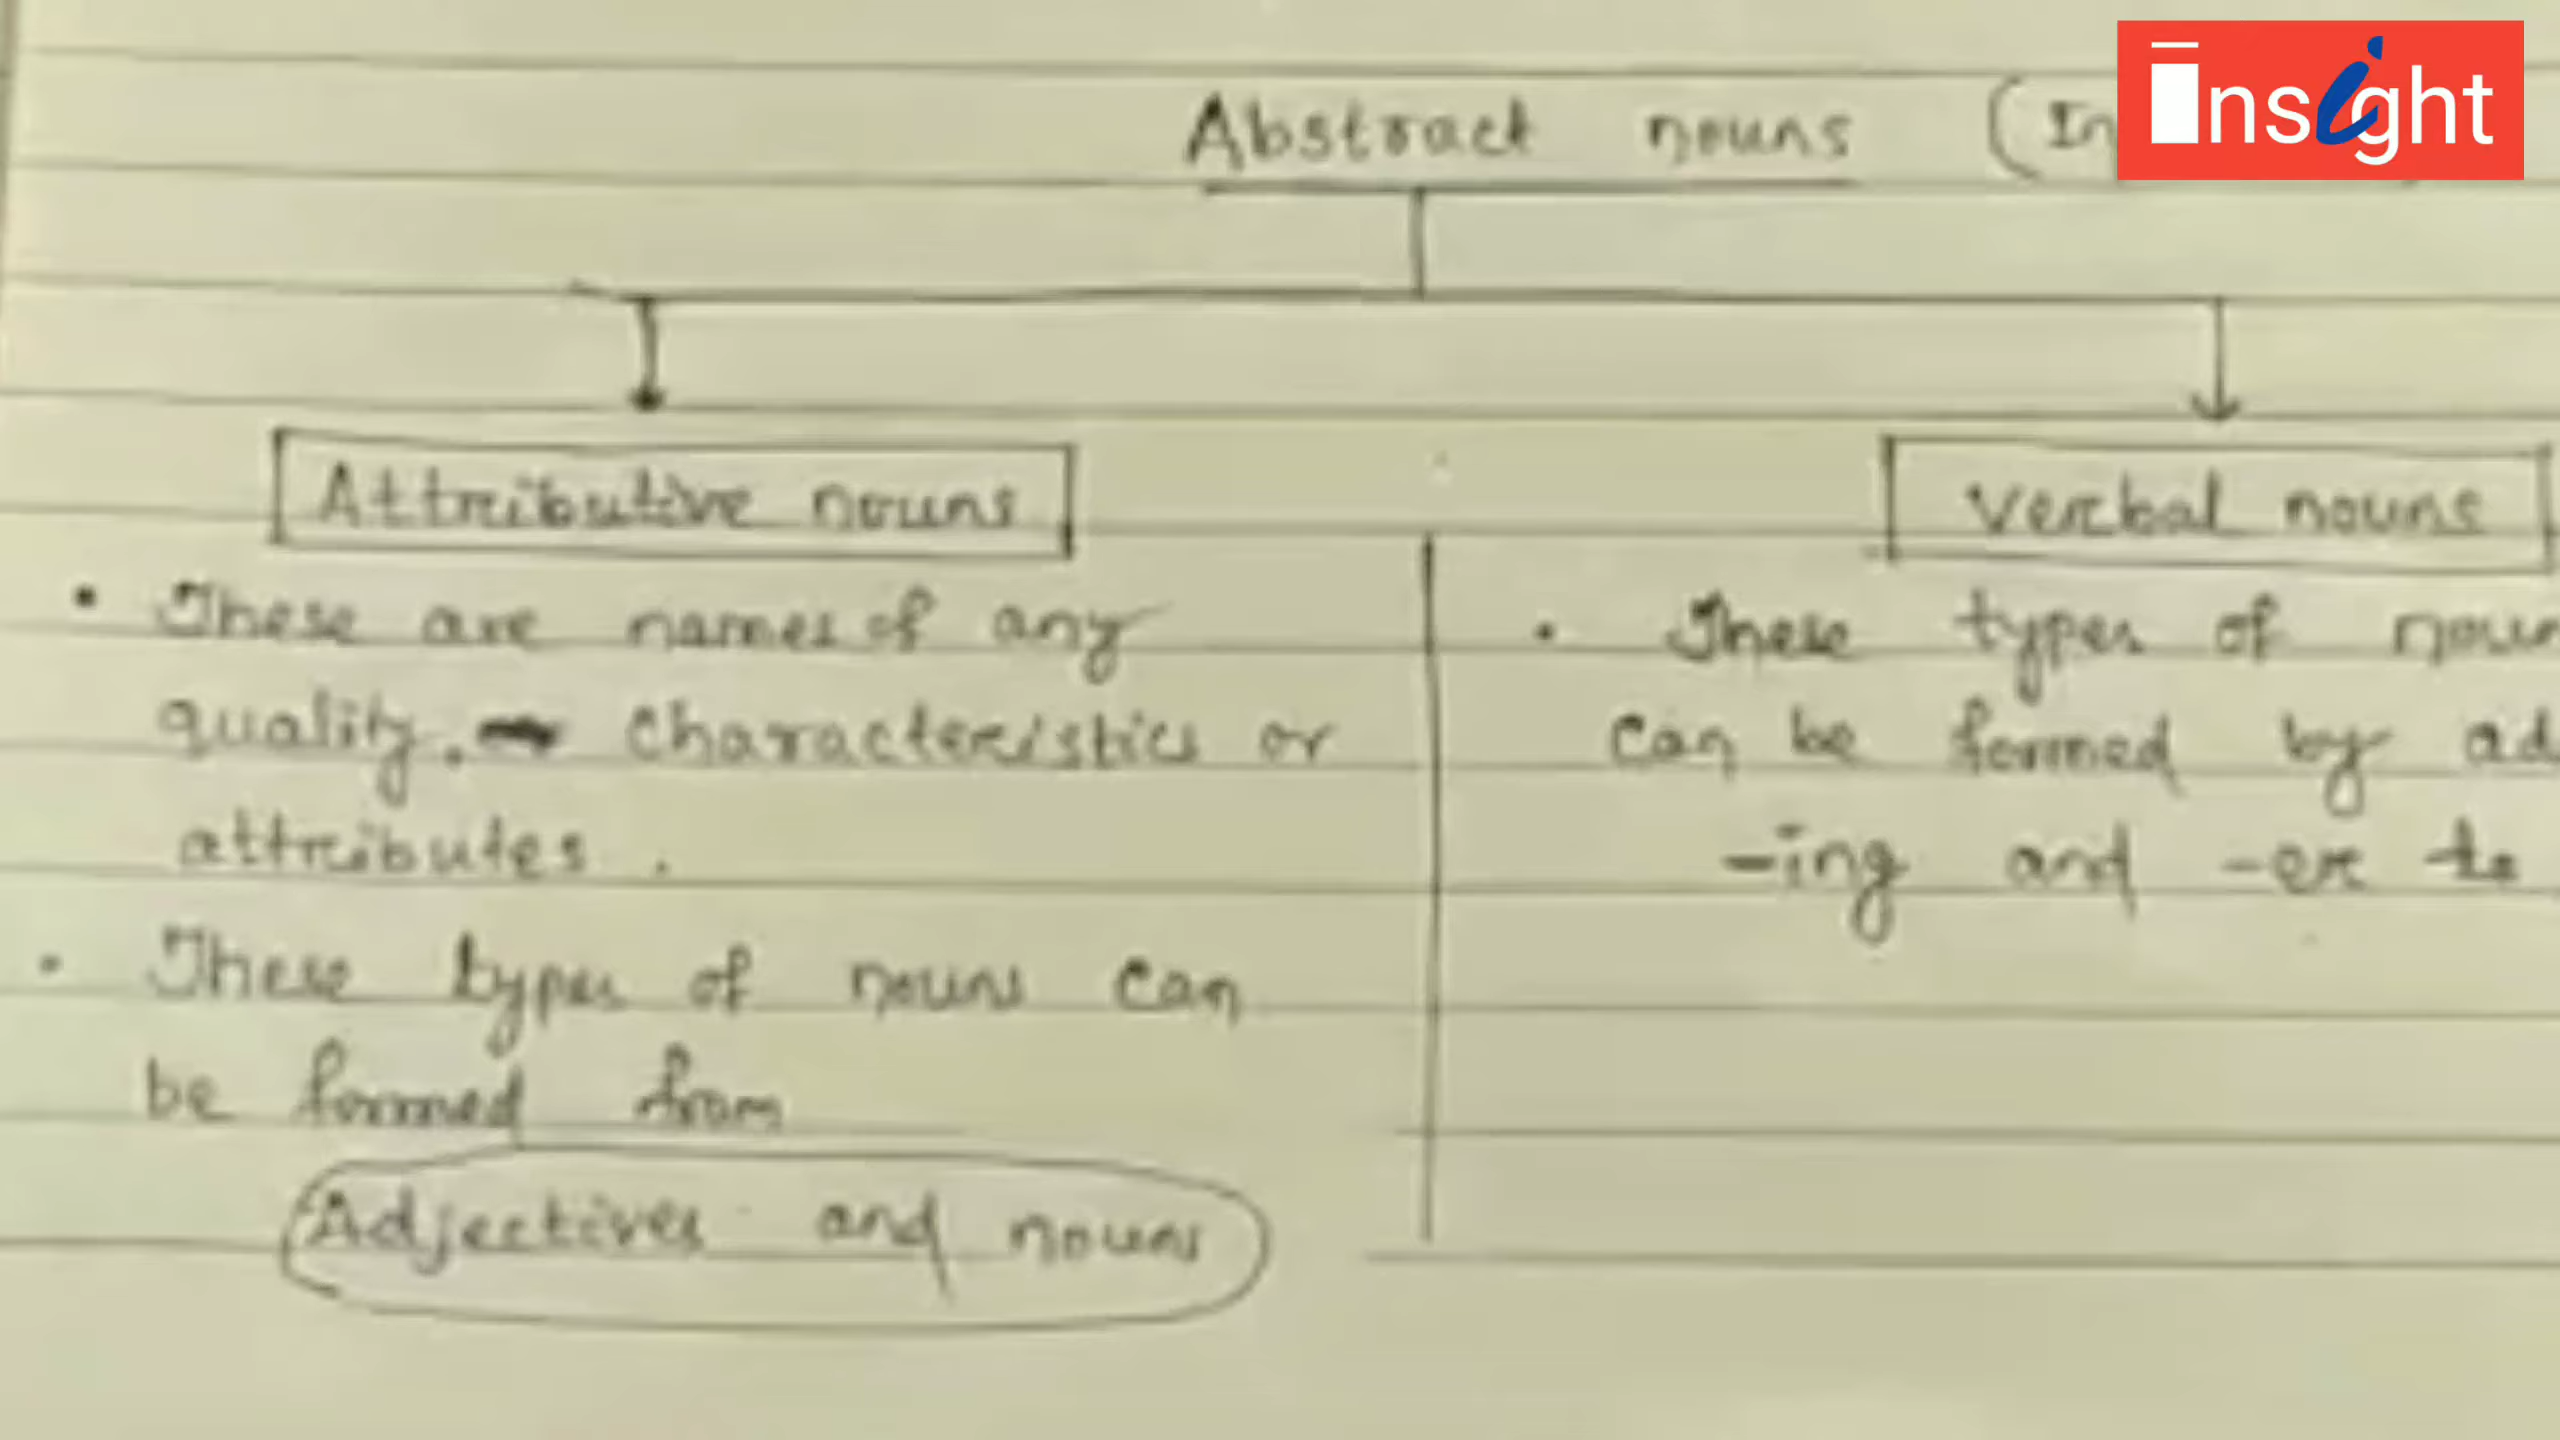 Abstract nouns (In
Insight
Attributive nouns
Verbal nouns
• These are names of any
quality. characteristics or
attributes.
• These types of nouns can
be formed from
Adjectives and nouns
• These types of noun
can be formed by ad
-ing and -er to